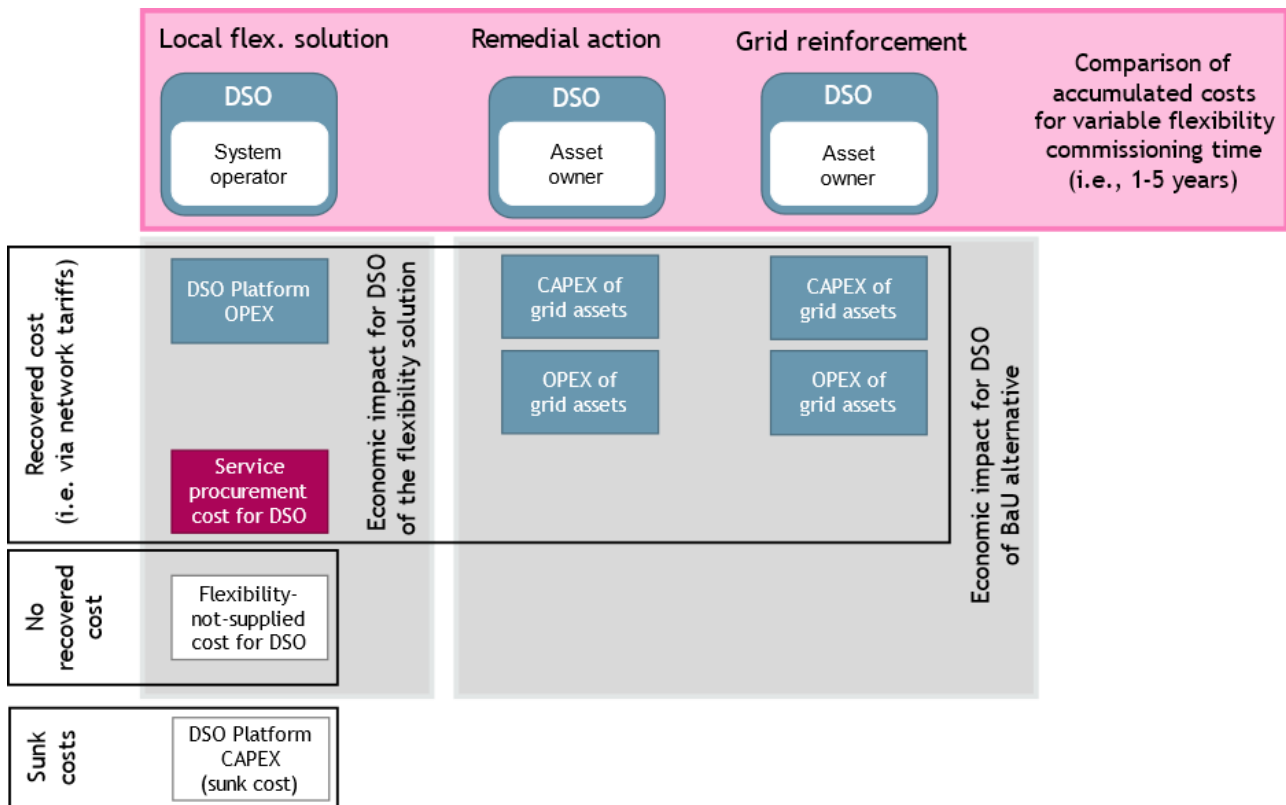 Local flex. solution
Remedial action
Grid reinforcement
Comparison of
accumulated costs
for variable flexibility
commissioning time
(i.e., 1-5 years)
DSO
System
operator
DSO
Asset
owner
DSO
Asset
owner
Recovered cost
(i.e. via network tariffs)
DSO Platform
OPEX
Service
procurement
cost for DSO
Economic impact for DSO
of the flexibility solution
CAPEX of
grid assets
OPEX of
grid assets
CAPEX of
grid assets
OPEX of
grid assets
Economic impact for DSO
of BaU alternative
No
recovered
cost
Flexibility-
not-supplied
cost for DSO
Sunk
costs
DSO Platform
CAPEX
(sunk cost)